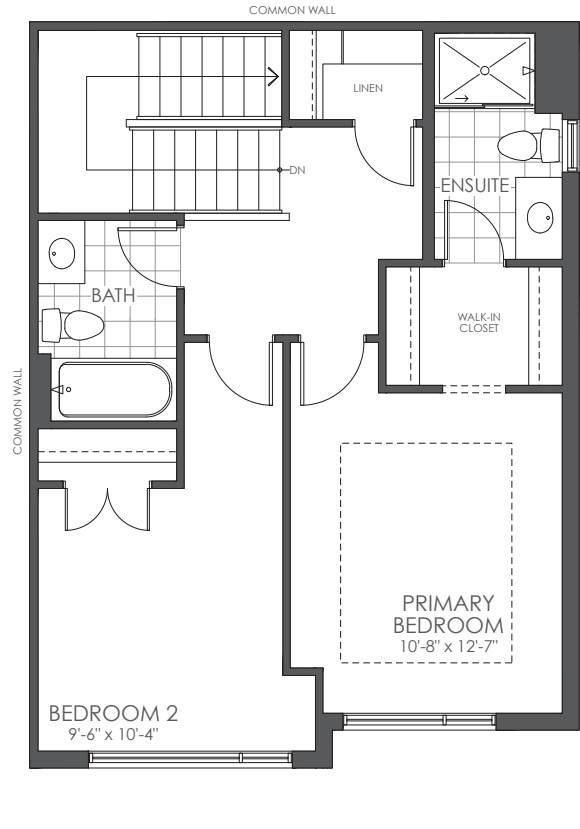 COMMON WALL
LINEN
DN
ENSUITE
BATH
WALK-IN
CLOSET
COMMON WALL
PRIMARY
BEDROOM
10'-8" x 12'-7"
BEDROOM 2
9'-6" x 10'-4"